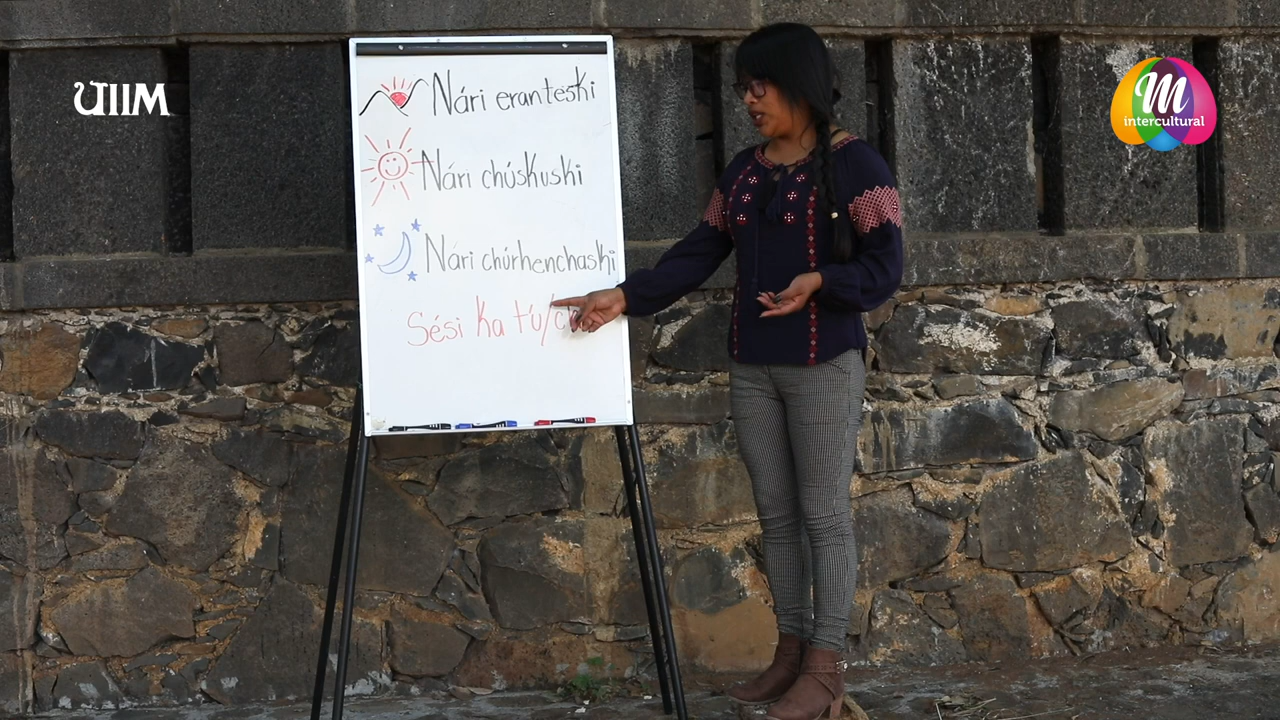 UIIM
M
intercultural
Nári eranteski
Nári chúskuski
Nári chúrhenchaski
Sési Ka t'u/